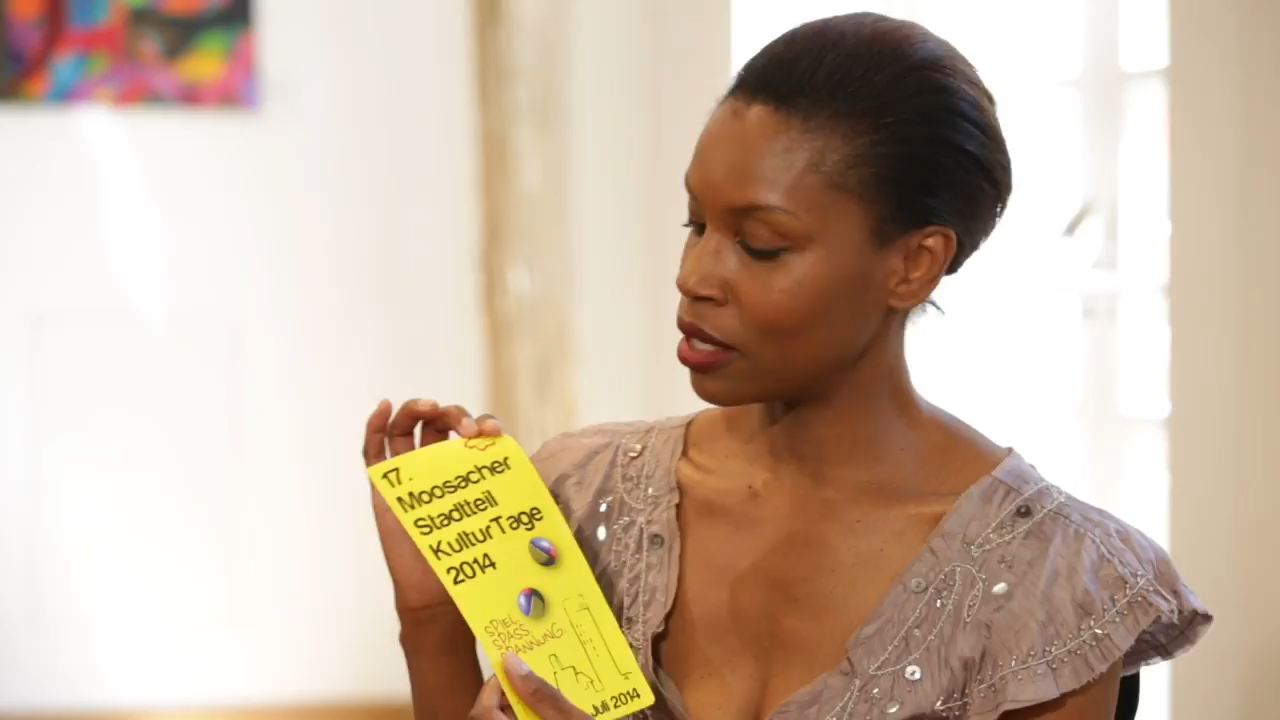 17.
Moosacher
Stadtteil
KulturTage
2014
SPIEL
SPASS
SPANNUNG
Juli 2014